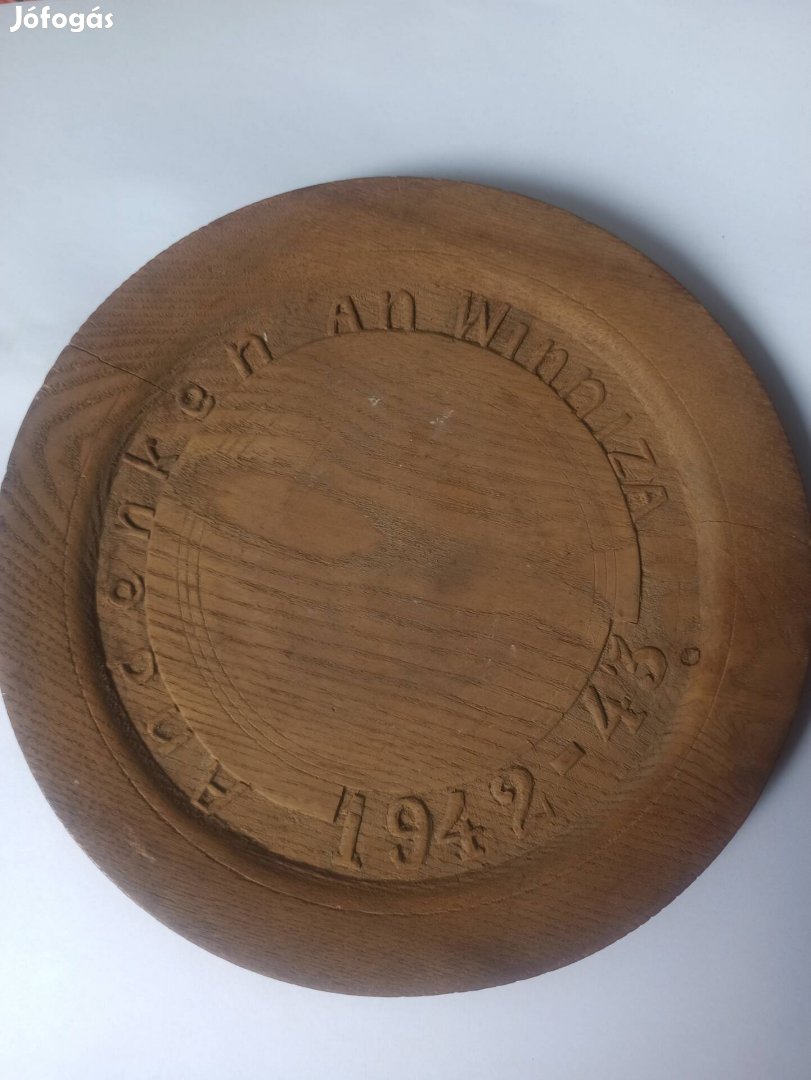 Jófogás
Andenken An Winniza
1942-43.